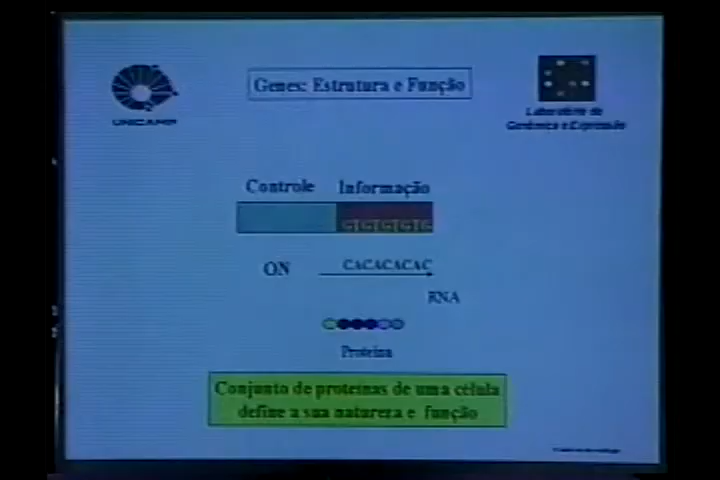 Genes: Estrutura e Função
UNICAMP
Laboratório de
Genômica e Expressão
Controle Informação
GTGTGTGTG
ON CACACACAC
RNA
Proteína
Conjunto de proteínas de uma célula
define a sua natureza e função